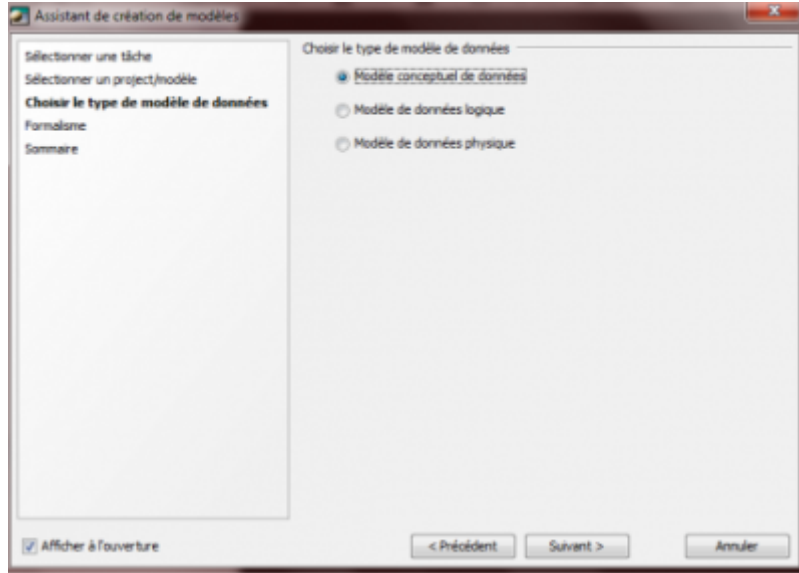 Assistant de création de modèles
Sélectionner une tâche
Sélectionner un project/modèle
Choisir le type de modèle de données
Formalisme
Sommaire
Choisir le type de modèle de données
Modèle conceptuel de données
Modèle de données logique
Modèle de données physique
Afficher à l'ouverture
< Précédent
Suivant >
Annuler